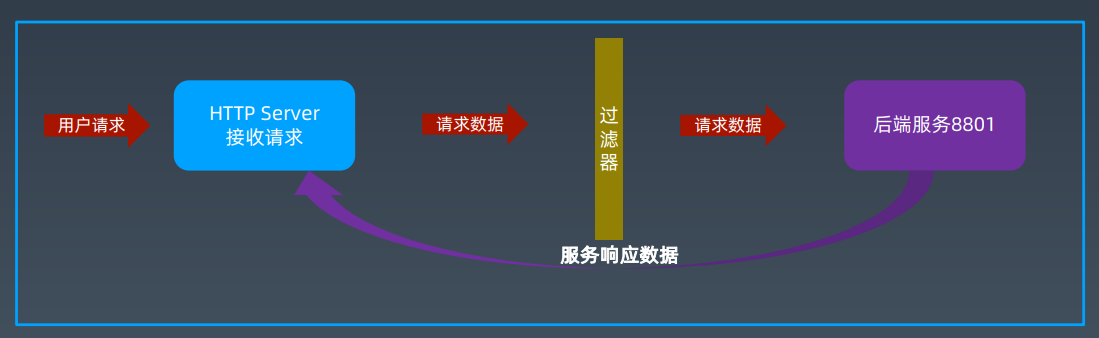 用户请求
HTTP Server
接收请求
请求数据
过
滤
器
请求数据
后端服务8801
服务响应数据